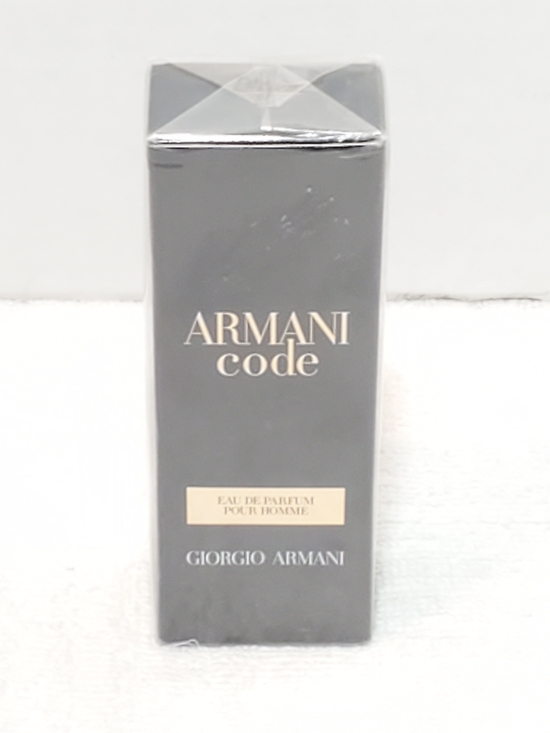 ARMANI
code
EAU DE PARFUM
POUR HOMME
GIORGIO ARMANI